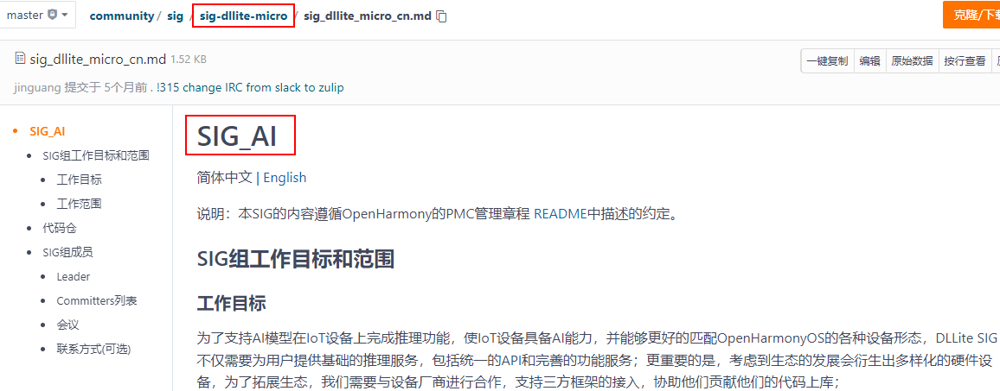 master community / sig / sig-dllite-micro / sig_dllite_micro_cn.md 克隆/下载
sig_dllite_micro_cn.md 1.52 KB
一键复制 编辑 原始数据 按行查看
jinguang 提交于 5个月前 . !315 change IRC from slack to zulip
SIG_AI
SIG组工作目标和范围
工作目标
工作范围
代码仓
SIG组成员
Leader
Committers列表
会议
联系方式(可选)
SIG_AI
简体中文 | English
说明：本SIG的内容遵循OpenHarmony的PMC管理章程 README中描述的约定。
SIG组工作目标和范围
工作目标
为了支持AI模型在IoT设备上完成推理功能，使IoT设备具备AI能力，并能够更好的匹配OpenHarmonyOS的各种设备形态，DLLite SIG
不仅需要为用户提供基础的推理服务，包括统一的API和完善的功能服务；更重要的是，考虑到生态的发展会衍生出多样化的硬件设
备，为了拓展生态，我们需要与设备厂商进行合作，支持三方框架的接入，协助他们贡献他们的代码上库；